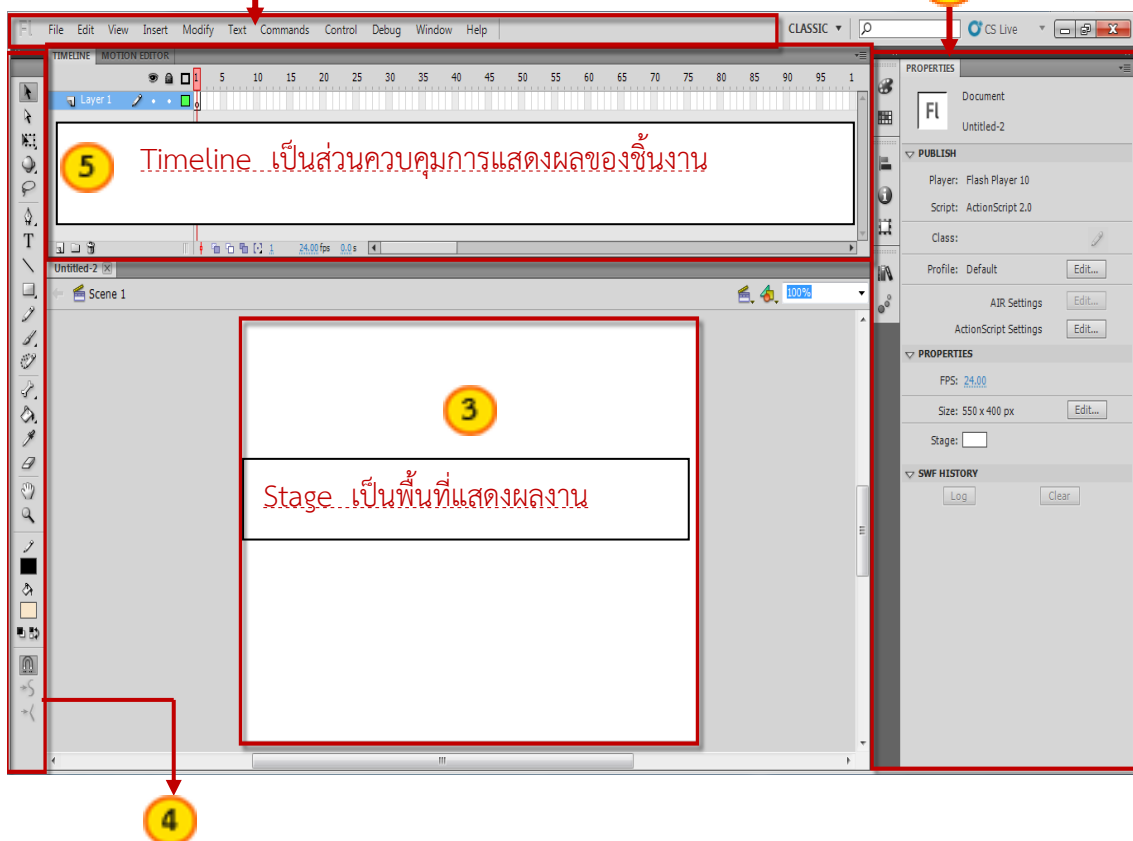 Fl File Edit View Insert Modify Text Commands Control Debug Window Help CLASSIC CS Live
TIMELINE MOTION EDITOR
1 5 10 15 20 25 30 35 40 45 50 55 60 65 70 75 80 85 90 95 1
Layer 1
5 Timeline เป็นส่วนควบคุมการแสดงผลของชิ้นงาน
1 24.00 fps 0.0 s
Untitled-2
Scene 1 100%
3
Stage เป็นพื้นที่แสดงผลงาน
4
PROPERTIES
Fl Document
Untitled-2
PUBLISH
Player: Flash Player 10
Script: ActionScript 2.0
Class:
Profile: Default Edit...
AIR Settings Edit...
ActionScript Settings Edit...
PROPERTIES
FPS: 24.00
Size: 550 x 400 px Edit...
Stage:
SWF HISTORY
Log Clear